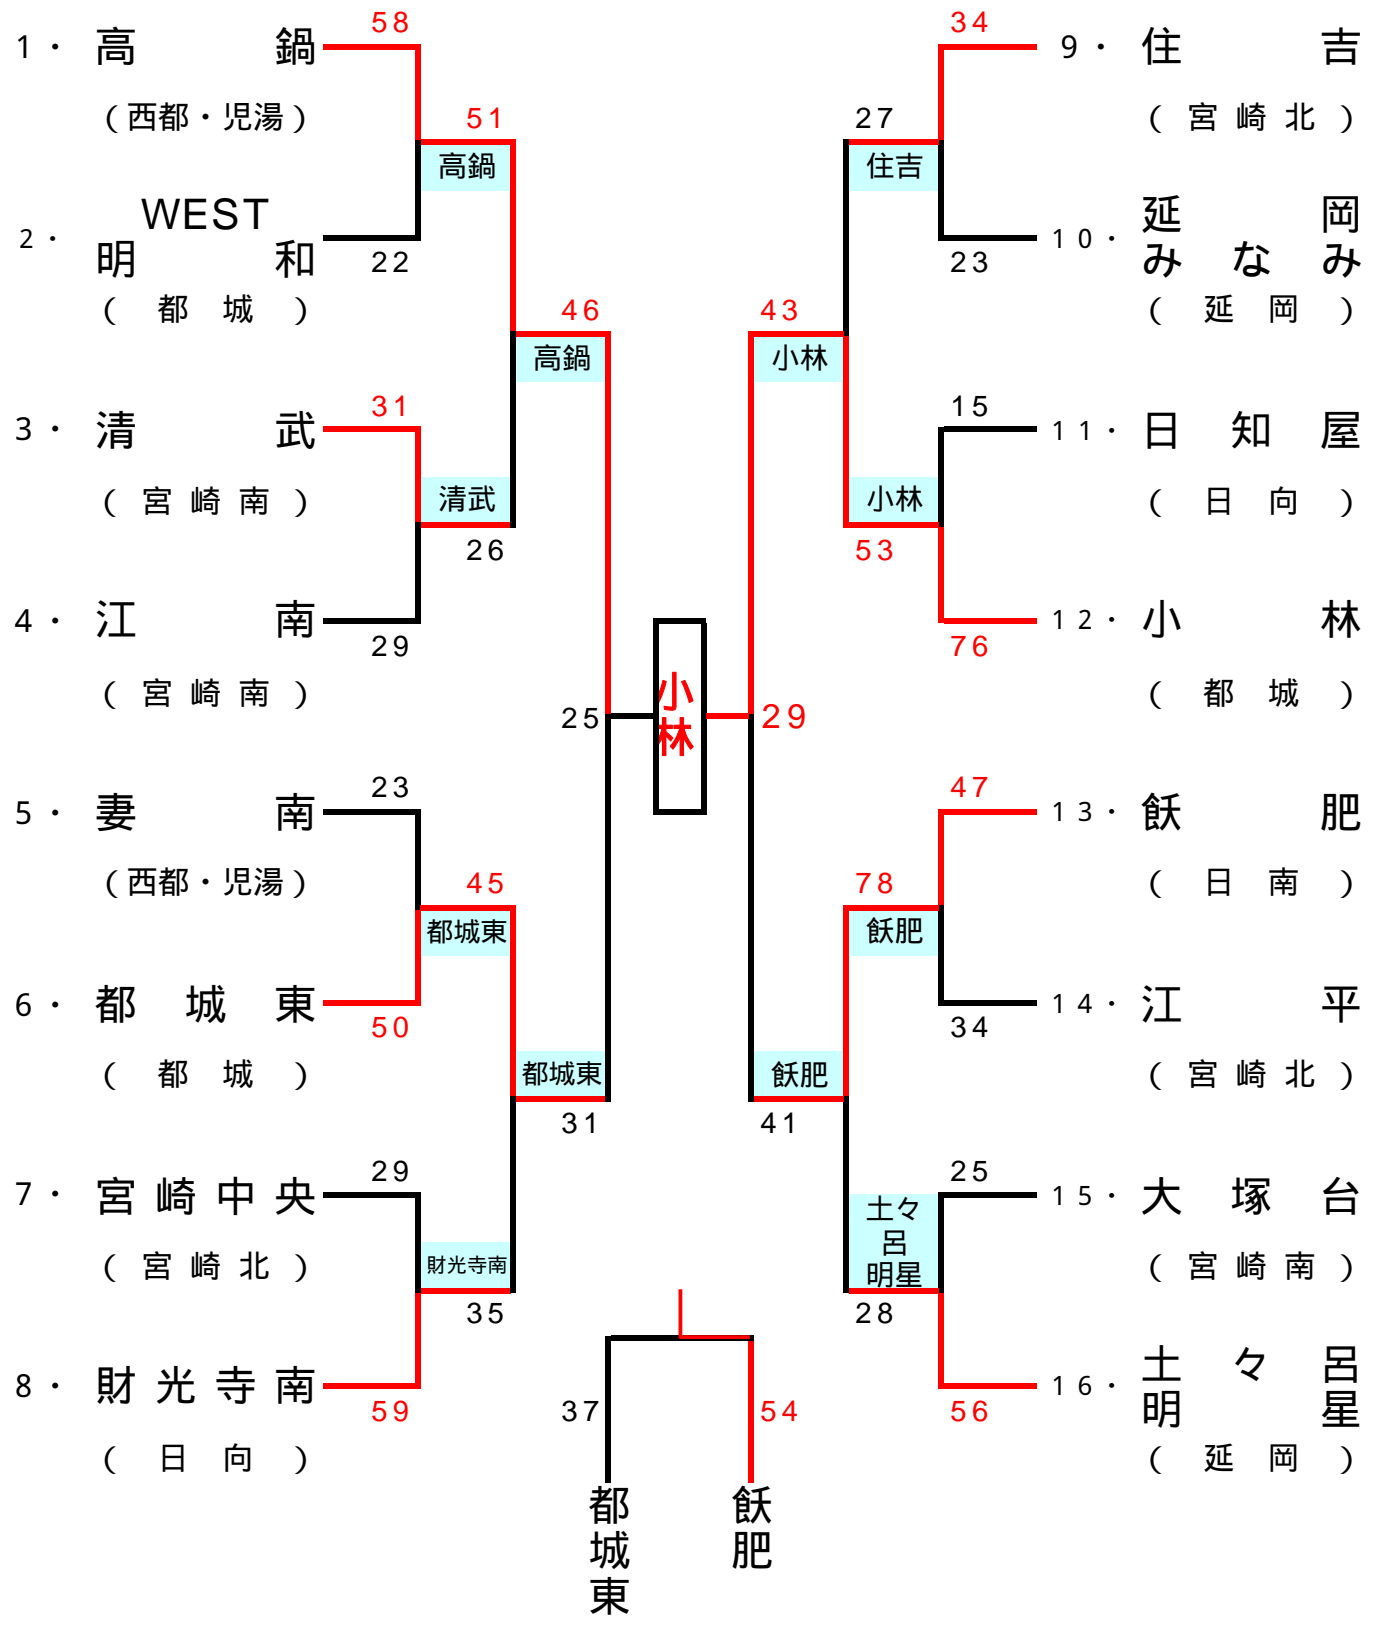 1・ 高鍋
58
(西都・児湯)
2・ WEST
明和
22
(都城)
51
高鍋
3・ 清武
31
(宮崎南)
清武
26
4・ 江南
29
(宮崎南)
46
高鍋
5・ 妻南
23
(西都・児湯)
45
都城東
6・ 都城東
50
(都城)
都城東
31
7・ 宮崎中央
29
(宮崎北)
財光寺南
35
8・ 財光寺南
59
(日向)
25
小林
29
34
9・ 住吉
(宮崎北)
27
住吉
10・ 延岡
みなみ
23
(延岡)
43
小林
15
11・ 日知屋
(日向)
小林
53
12・ 小林
76
(都城)
47
13・ 飫肥
(日南)
78
飫肥
14・ 江平
34
(宮崎北)
飫肥
41
25
15・ 大塚台
(宮崎南)
土々
呂
明星
28
16・ 土々呂
明星
56
(延岡)
37
54
都城東
飫肥